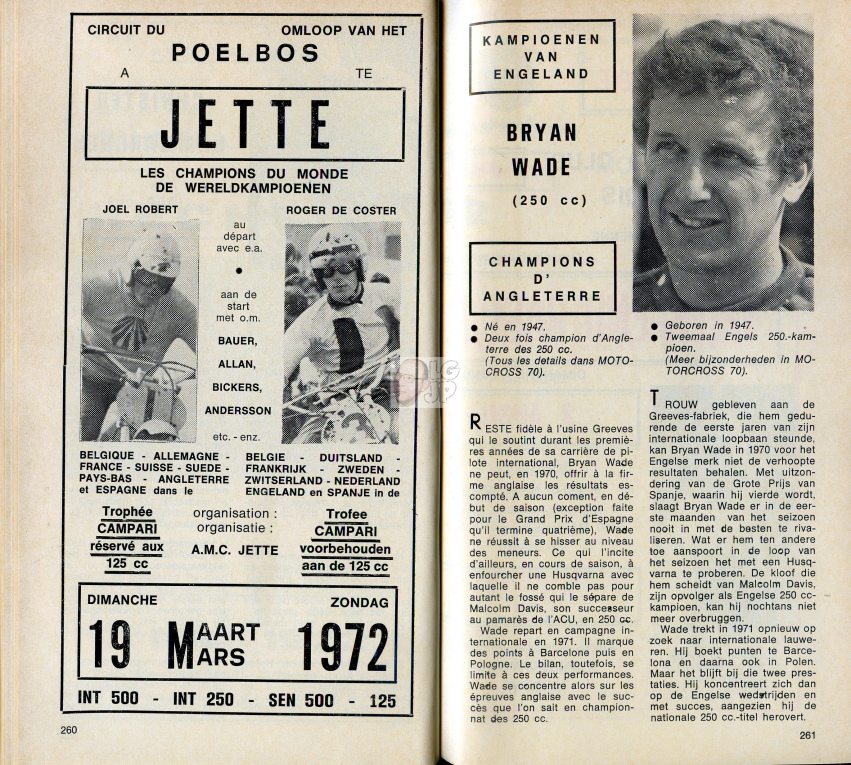 CIRCUIT DU OMLOOP VAN HET
POELBOS
A TE
JETTE
LES CHAMPIONS DU MONDE
DE WERELDKAMPIOENEN
JOEL ROBERT
ROGER DE COSTER
au
départ
avec e.a.
●
aan de
start
met o.m.
BAUER,
ALLAN,
BICKERS,
ANDERSSON
etc. - enz.
BELGIQUE - ALLEMAGNE -
FRANCE - SUISSE - SUEDE -
PAYS-BAS - ANGLETERRE
et ESPAGNE dans le
BELGIE - DUITSLAND -
FRANKRIJK - ZWEDEN -
ZWITSERLAND - NEDERLAND
ENGELAND en SPANJE in de
Trophée
CAMPARI
réservé aux
125 cc
organisation :
organisatie :
A.M.C. JETTE
Trofee
CAMPARI
voorbehouden
aan de 125 cc
DIMANCHE ZONDAG
19 MAART 1972
MARS
INT 500 - INT 250 - SEN 500 - 125
260
KAMPIOENEN
VAN
ENGELAND
BRYAN
WADE
(250 cc)
CHAMPIONS
D'
ANGLETERRE
● Né en 1947.
● Deux fois champion d'Angle-
terre des 250 cc.
(Tous les details dans MOTO-
CROSS 70).
● Geboren in 1947.
● Tweemaal Engels 250.-kam-
pioen.
(Meer bijzonderheden in MO-
TORCROSS 70).
RESTE fidèle à l'usine Greeves
qui le soutint durant les premiè-
res années de sa carrière de pi-
lote international, Bryan Wade
ne peut, en 1970, offrir à la fir-
me anglaise les résultats es-
compté. A aucun coment, en dé-
but de saison (exception faite
pour le Grand Prix d'Espagne
qu'il termine quatrième), Wade
ne réussit à se hisser au niveau
des meneurs. Ce qui l'incite
d'ailleurs, en cours de saison, à
enfourcher une Husqvarna avec
laquelle il ne comble pas pour
autant le fossé qui le sépare de
Malcolm Davis, son successeur
au pamarès de l'ACU, en 250 cc.
Wade repart en campagne in-
ternationale en 1971. Il marque
des points à Barcelone puis en
Pologne. Le bilan, toutefois, se
limite à ces deux performances.
Wade se concentre alors sur les
épreuves anglaise avec le suc-
cès que l'on sait en champion-
nat des 250 cc.
TROUW gebleven aan de
Greeves-fabriek, die hem gedu-
rende de eerste jaren van zijn
internationale loopbaan steunde,
kan Bryan Wade in 1970 voor het
Engelse merk niet de verhoopte
resultaten behalen. Met uitzon-
dering van de Grote Prijs van
Spanje, waarin hij vierde wordt,
slaagt Bryan Wade er in de eer-
ste maanden van het seizoen
nooit in met de besten te riva-
liseren. Wat er hem ten andere
toe aanspoort in de loop van
het seizoen het met een Husq-
varna te proberen. De kloof die
hem scheidt van Malcolm Davis,
zijn opvolger als Engelse 250 cc-
kampioen, kan hij nochtans niet
meer overbruggen.
Wade trekt in 1971 opnieuw op
zoek naar internationale lauwe-
ren. Hij boekt punten te Barce-
lona en daarna ook in Polen.
Maar het blijft bij die twee pres-
taties. Hij koncentreert zich dan
op de Engelse wedstrijden en
met succes, aangezien hij de
nationale 250 cc.-titel herovert.
261